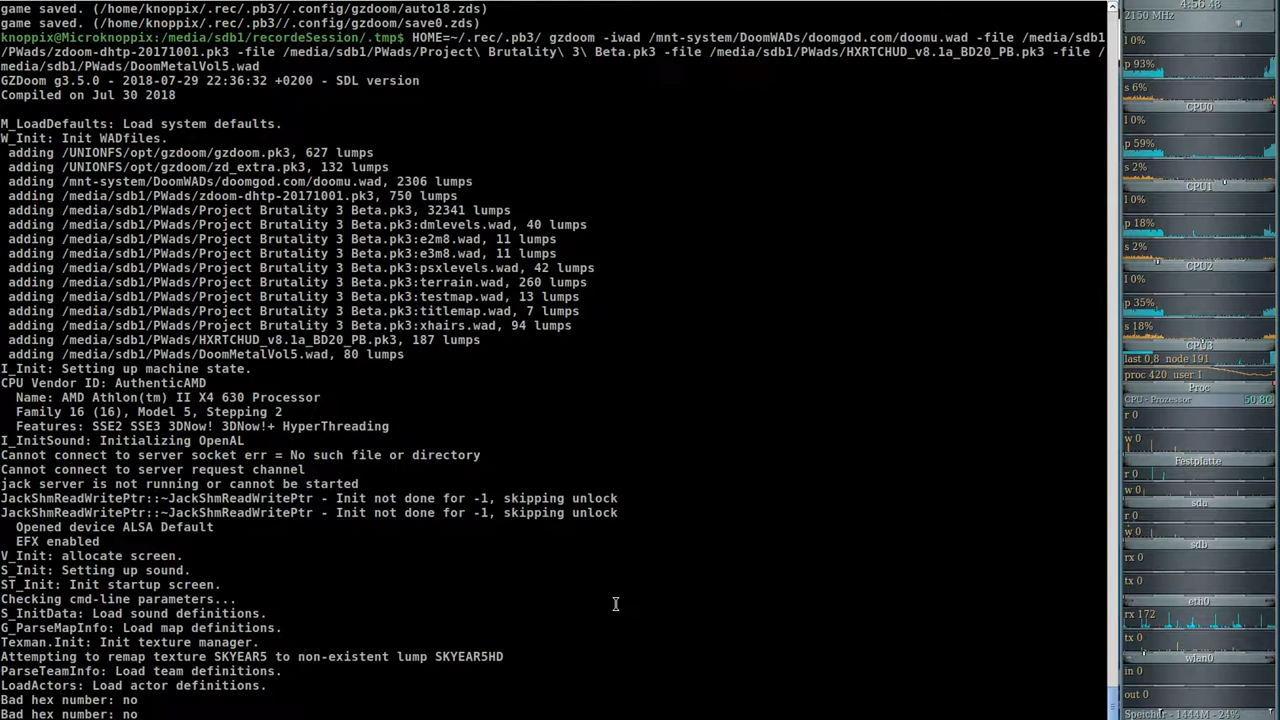 game saved. (/home/knoppix/.rec/.pb3//.config/gzdoom/auto18.zds)
game saved. (/home/knoppix/.rec/.pb3//.config/gzdoom/save0.zds)
knoppix@Microknoppix:/media/sdb1/recordeSession/.tmp$ HOME=~/.rec/.pb3/ gzdoom -iwad /mnt-system/DoomWADs/doomgod.com/doomu.wad -file /media/sdb1
/PWads/zdoom-dhtp-20171001.pk3 -file /media/sdb1/PWads/Project\ Brutality\ 3\ Beta.pk3 -file /media/sdb1/PWads/HXRTCHUD_v8.1a_BD20_PB.pk3 -file /
media/sdb1/PWads/DoomMetalVol5.wad
GZDoom g3.5.0 - 2018-07-29 22:36:32 +0200 - SDL version
Compiled on Jul 30 2018
M_LoadDefaults: Load system defaults.
W_Init: Init WADfiles.
adding /UNIONFS/opt/gzdoom/gzdoom.pk3, 627 lumps
adding /UNIONFS/opt/gzdoom/zd_extra.pk3, 132 lumps
adding /mnt-system/DoomWADs/doomgod.com/doomu.wad, 2306 lumps
adding /media/sdb1/PWads/zdoom-dhtp-20171001.pk3, 750 lumps
adding /media/sdb1/PWads/Project Brutality 3 Beta.pk3, 32341 lumps
adding /media/sdb1/PWads/Project Brutality 3 Beta.pk3:dmlevels.wad, 40 lumps
adding /media/sdb1/PWads/Project Brutality 3 Beta.pk3:e2m8.wad, 11 lumps
adding /media/sdb1/PWads/Project Brutality 3 Beta.pk3:e3m8.wad, 11 lumps
adding /media/sdb1/PWads/Project Brutality 3 Beta.pk3:psxlevels.wad, 42 lumps
adding /media/sdb1/PWads/Project Brutality 3 Beta.pk3:terrain.wad, 260 lumps
adding /media/sdb1/PWads/Project Brutality 3 Beta.pk3:testmap.wad, 13 lumps
adding /media/sdb1/PWads/Project Brutality 3 Beta.pk3:titlemap.wad, 7 lumps
adding /media/sdb1/PWads/Project Brutality 3 Beta.pk3:xhairs.wad, 94 lumps
adding /media/sdb1/PWads/HXRTCHUD_v8.1a_BD20_PB.pk3, 187 lumps
adding /media/sdb1/PWads/DoomMetalVol5.wad, 80 lumps
I_Init: Setting up machine state.
CPU Vendor ID: AuthenticAMD
Name: AMD Athlon(tm) II X4 630 Processor
Family 16 (16), Model 5, Stepping 2
Features: SSE2 SSE3 3DNow! 3DNow!+ HyperThreading
I_InitSound: Initializing OpenAL
Cannot connect to server socket err = No such file or directory
Cannot connect to server request channel
jack server is not running or cannot be started
JackShmReadWritePtr::~JackShmReadWritePtr - Init not done for -1, skipping unlock
JackShmReadWritePtr::~JackShmReadWritePtr - Init not done for -1, skipping unlock
Opened device ALSA Default
EFX enabled
V_Init: allocate screen.
S_Init: Setting up sound.
ST_Init: Init startup screen.
Checking cmd-line parameters...
S_InitData: Load sound definitions.
G_ParseMapInfo: Load map definitions.
Texman.Init: Init texture manager.
Attempting to remap texture SKYEAR5 to non-existent lump SKYEAR5HD
ParseTeamInfo: Load team definitions.
LoadActors: Load actor definitions.
Bad hex number: no
Bad hex number: no
4:56.48
2150 MHz
l 0%
p 93%
s 6%
CPU0
l 0%
p 59%
s 2%
CPU1
l 0%
p 18%
s 2%
CPU2
l 0%
p 35%
s 18%
CPU3
last 0,8 node 191
proc 420 user 1
Proc
CPU - Prozessor 50,8C
r 0
w 0
Festplatte
r 0
w 0
sda
r 0
w 0
sdb
rx 0
tx 0
eth0
rx 172
tx 0
wlan0
in 0
out 0
Speicher - 1444M - 24%